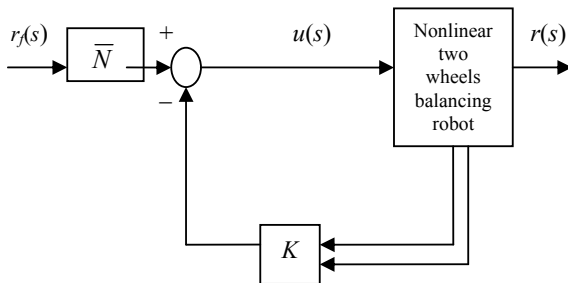 r_f(s)
N̅
+
−
u(s)
Nonlinear
two
wheels
balancing
robot
r(s)
K